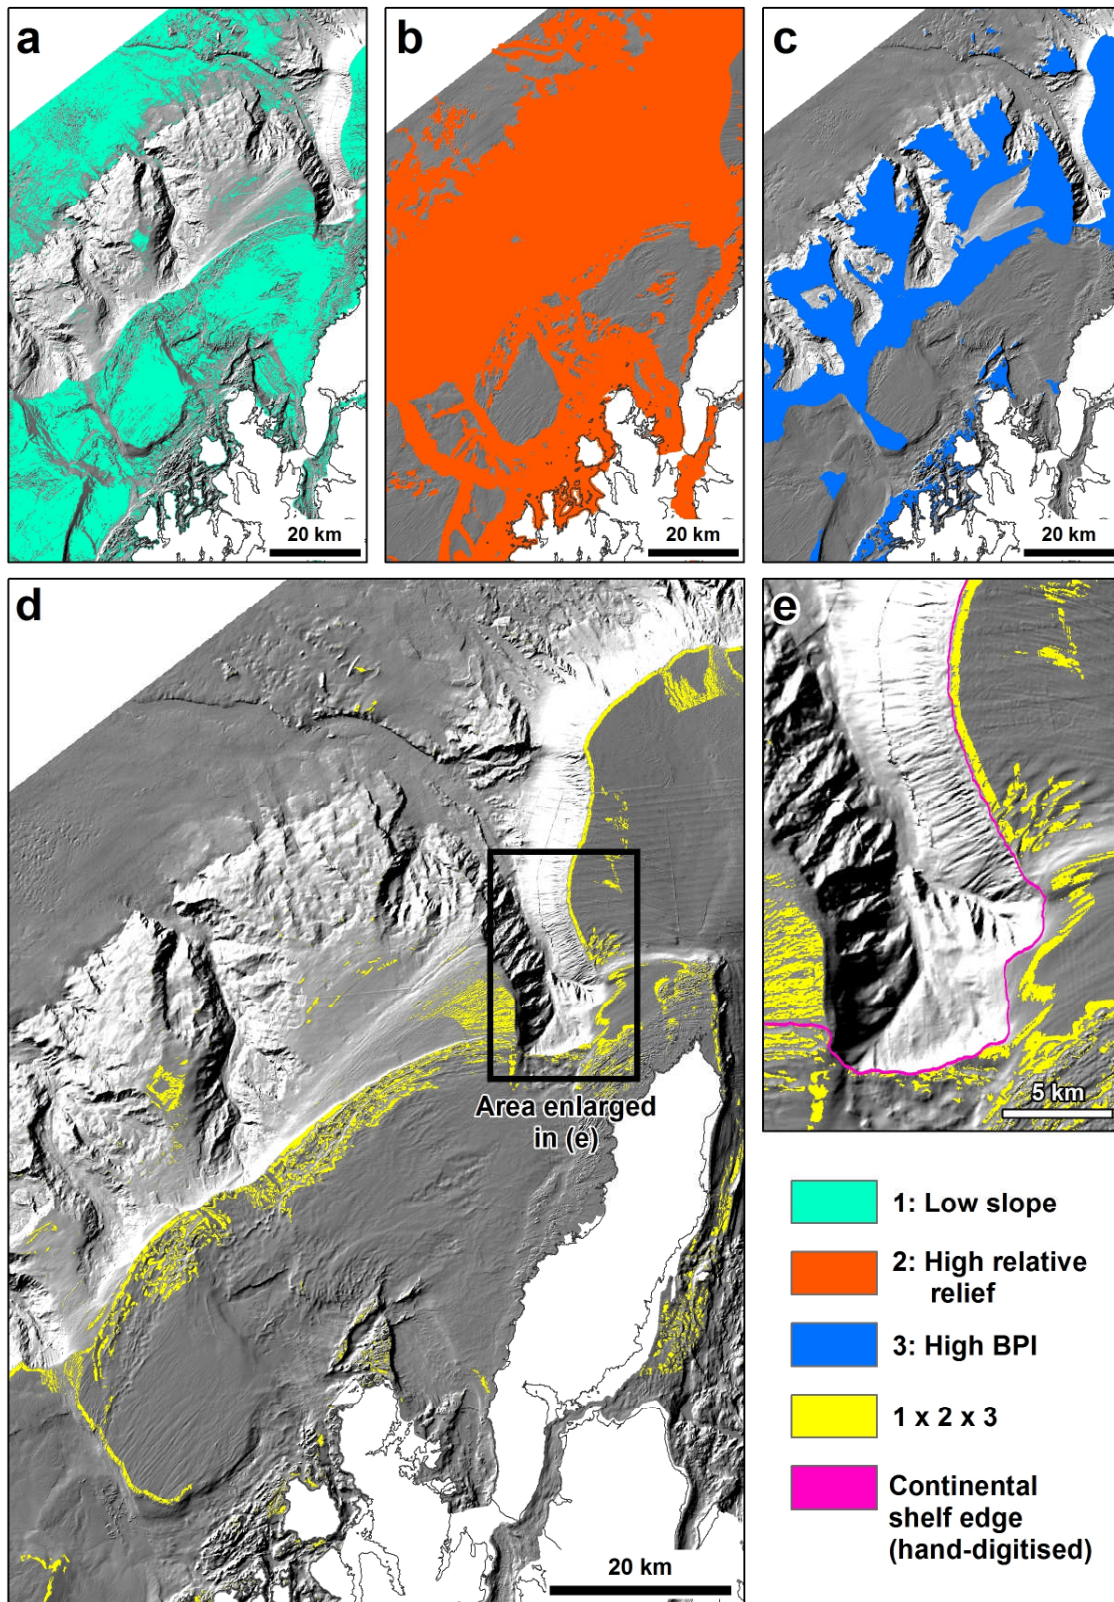 a
b
c
20 km
20 km
20 km
d
e
Area enlarged
in (e)
5 km
20 km
1: Low slope
2: High relative
relief
3: High BPI
1 x 2 x 3
Continental
shelf edge
(hand-digitised)